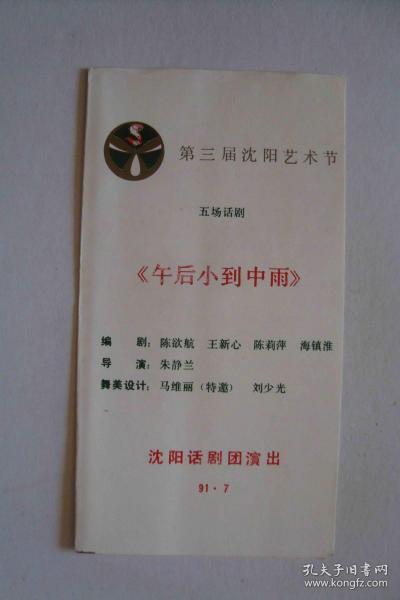 第三届沈阳艺术节
五场话剧
《午后小到中雨》
编 剧：陈欲航 王新心 陈莉萍 海镇淮
导 演：朱静兰
舞美设计：马维丽（特邀） 刘少光
沈阳话剧团演出
91·7
孔夫子旧书网
www.kongfz.com